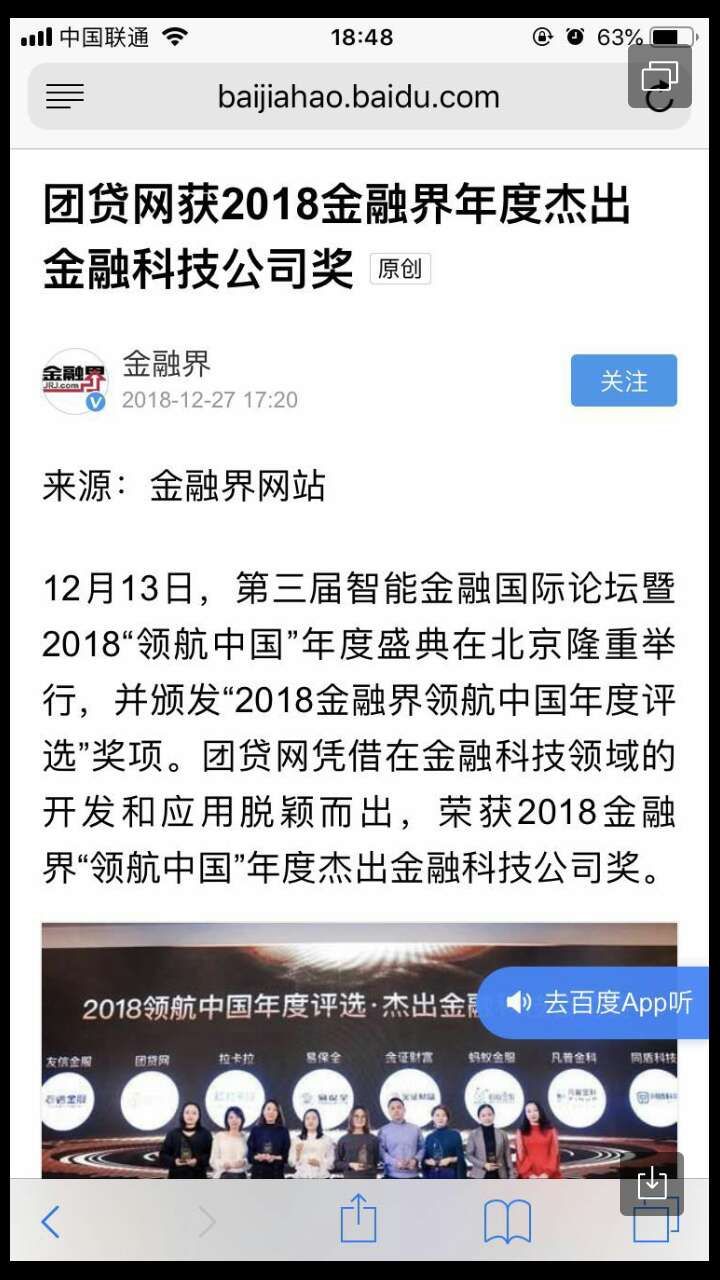 中国联通
18:48
63%
baijiahao.baidu.com
团贷网获2018金融界年度杰出
金融科技公司奖 原创
金融界
JRJ.com
金融界
2018-12-27 17:20
关注
来源：金融界网站
12月13日，第三届智能金融国际论坛暨
2018“领航中国”年度盛典在北京隆重举
行，并颁发“2018金融界领航中国年度评
选”奖项。团贷网凭借在金融科技领域的
开发和应用脱颖而出，荣获2018金融
界“领航中国”年度杰出金融科技公司奖。
2018领航中国年度评选·杰出金融
去百度App听
友信金服 团贷网 拉卡拉 易保全 金证财富 蚂蚁金服 凡普金科 同盾科技